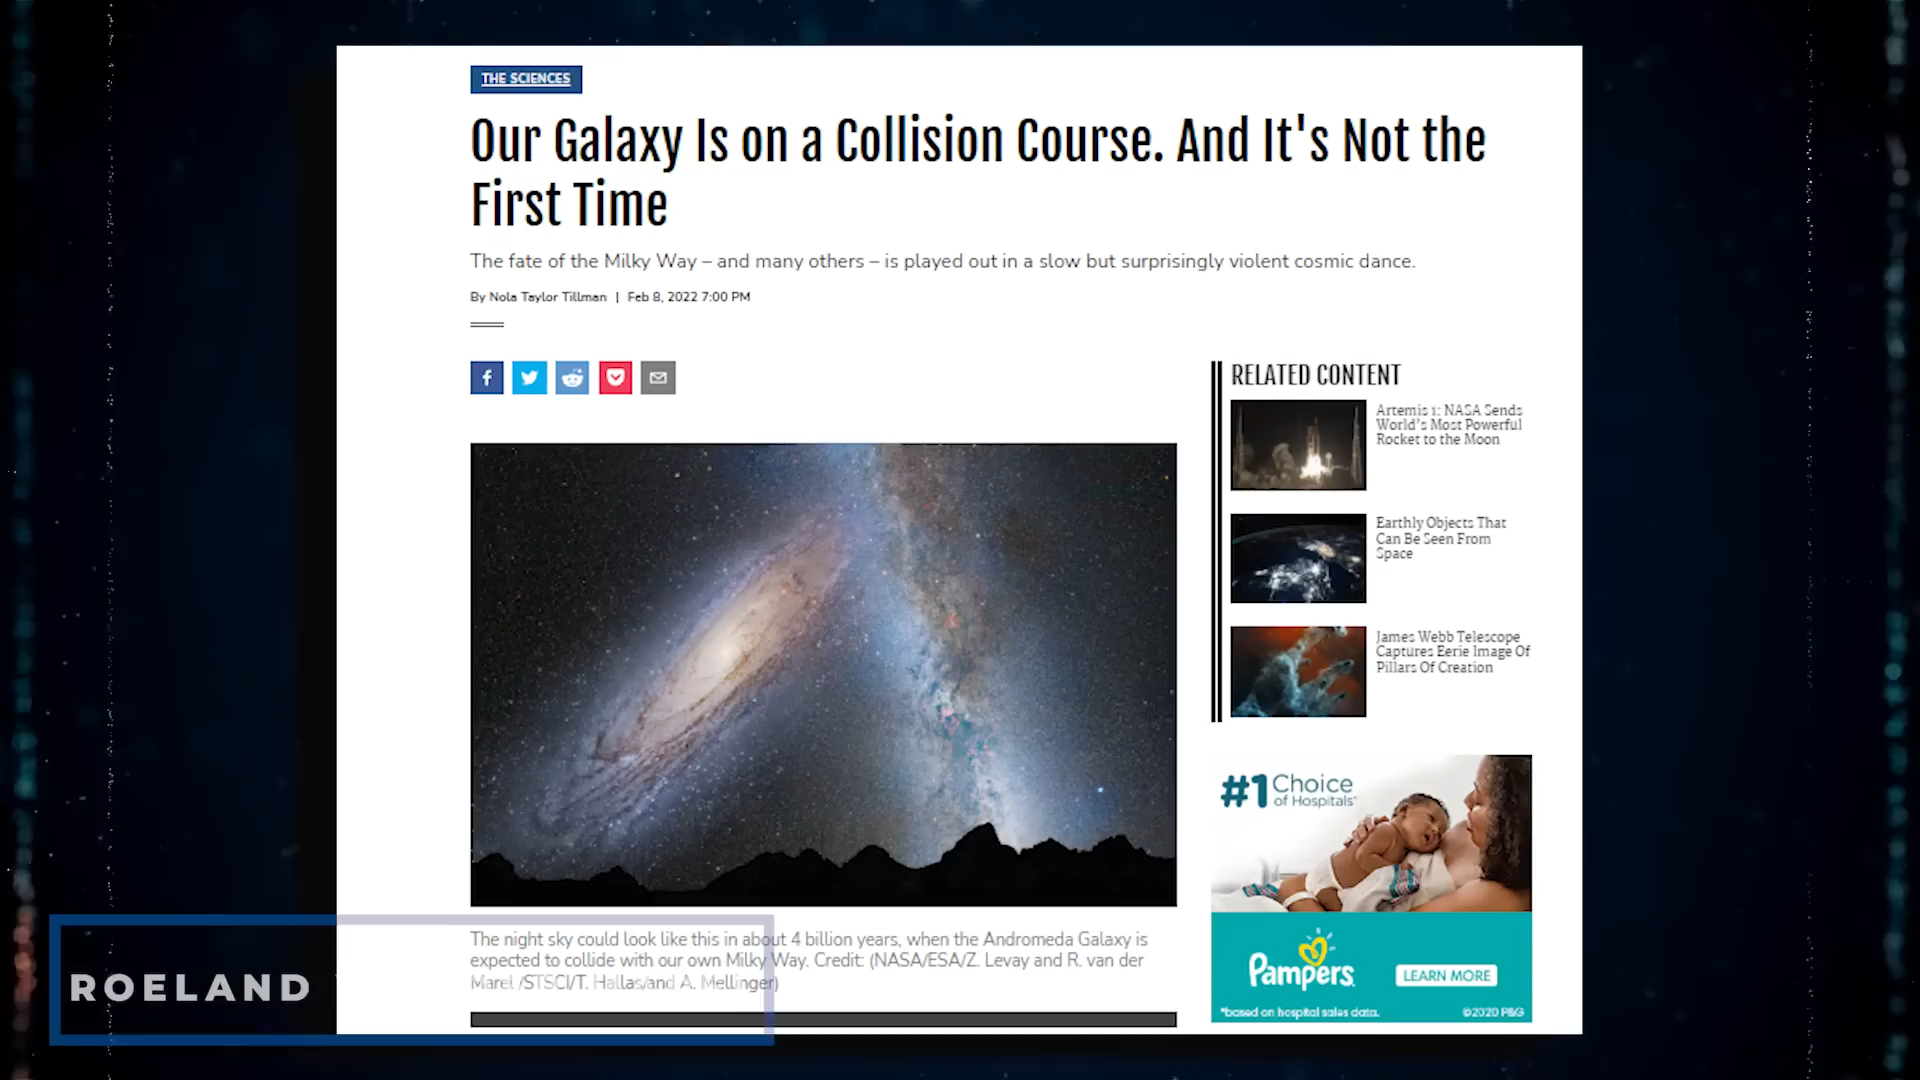 THE SCIENCES
Our Galaxy Is on a Collision Course. And It's Not the
First Time
The fate of the Milky Way – and many others – is played out in a slow but surprisingly violent cosmic dance.
By Nola Taylor Tillman | Feb 8, 2022 7:00 PM
RELATED CONTENT
Artemis 1: NASA Sends
World's Most Powerful
Rocket to the Moon
Earthly Objects That
Can Be Seen From
Space
James Webb Telescope
Captures Eerie Image Of
Pillars Of Creation
#1 Choice
of Hospitals*
Pampers
LEARN MORE
*based on hospital sales data.
©2020 P&G
The night sky could look like this in about 4 billion years, when the Andromeda Galaxy is
expected to collide with our own Milky Way. Credit: (NASA/ESA/Z. Levay and R. van der
Marel /STSCI/T. Hallas/and A. Mellinger)
ROELAND